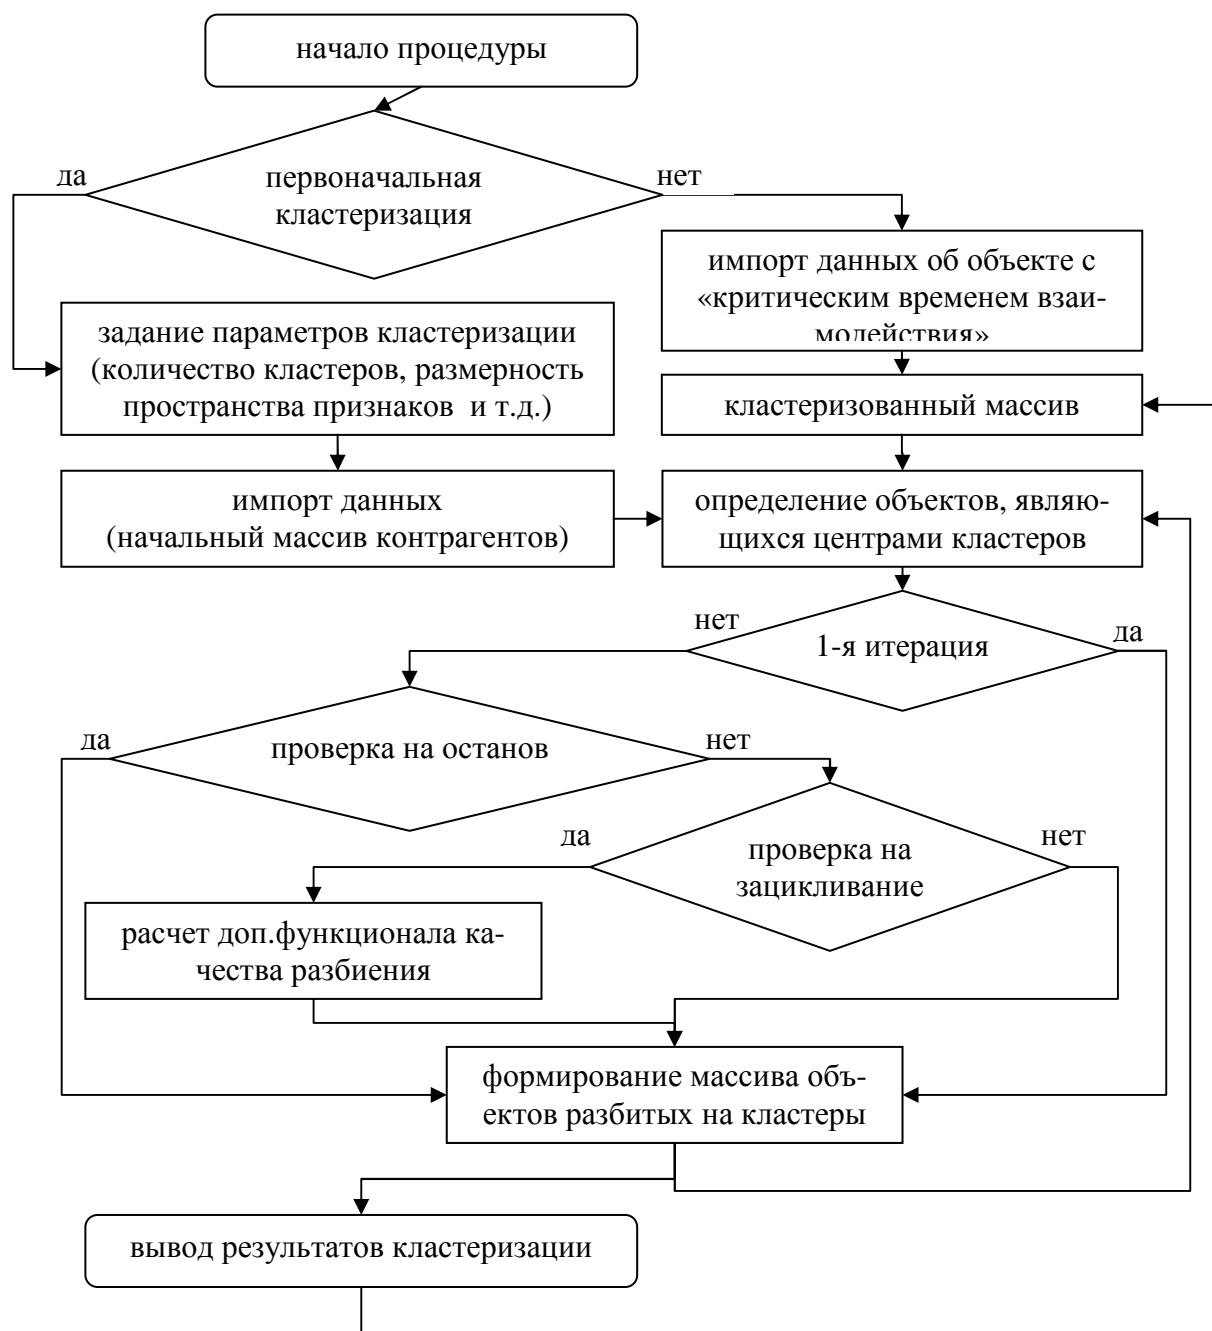 начало процедуры
да
первоначальная
кластеризация
нет
импорт данных об объекте с
«критическим временем взаи-
модействия»
задание параметров кластеризации
(количество кластеров, размерность
пространства признаков и т.д.)
кластеризованный массив
импорт данных
(начальный массив контрагентов)
определение объектов, являю-
щихся центрами кластеров
нет
1-я итерация
да
да
проверка на останов
нет
да
проверка на
зацикливание
нет
расчет доп.функционала ка-
чества разбиения
формирование массива объ-
ектов разбитых на кластеры
вывод результатов кластеризации